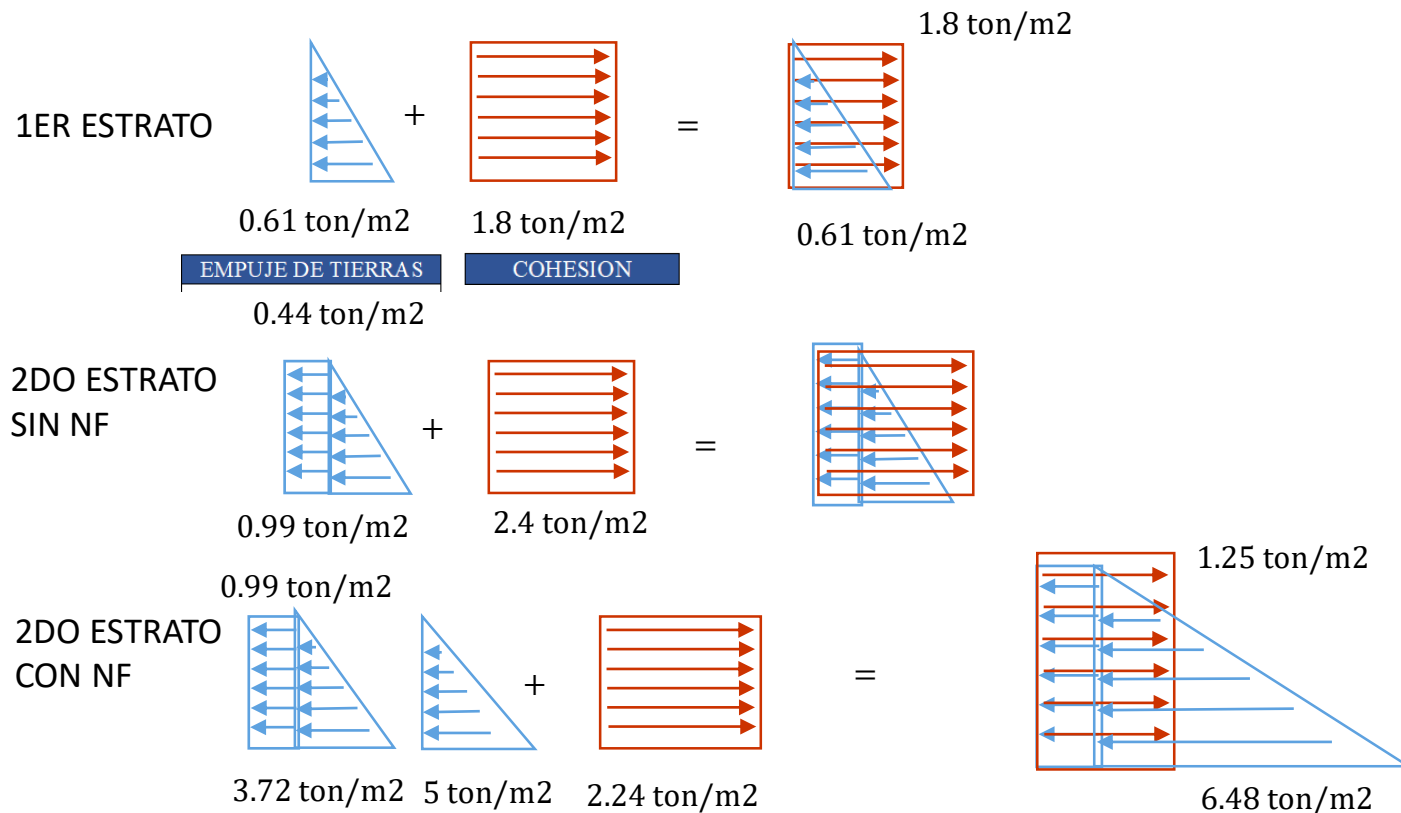 1.8 ton/m2
1ER ESTRATO
+
=
0.61 ton/m2
1.8 ton/m2
0.61 ton/m2
EMPUJE DE TIERRAS
COHESION
0.44 ton/m2
2DO ESTRATO
SIN NF
+
=
0.99 ton/m2
2.4 ton/m2
0.99 ton/m2
1.25 ton/m2
2DO ESTRATO
CON NF
+
=
3.72 ton/m2
5 ton/m2
2.24 ton/m2
6.48 ton/m2